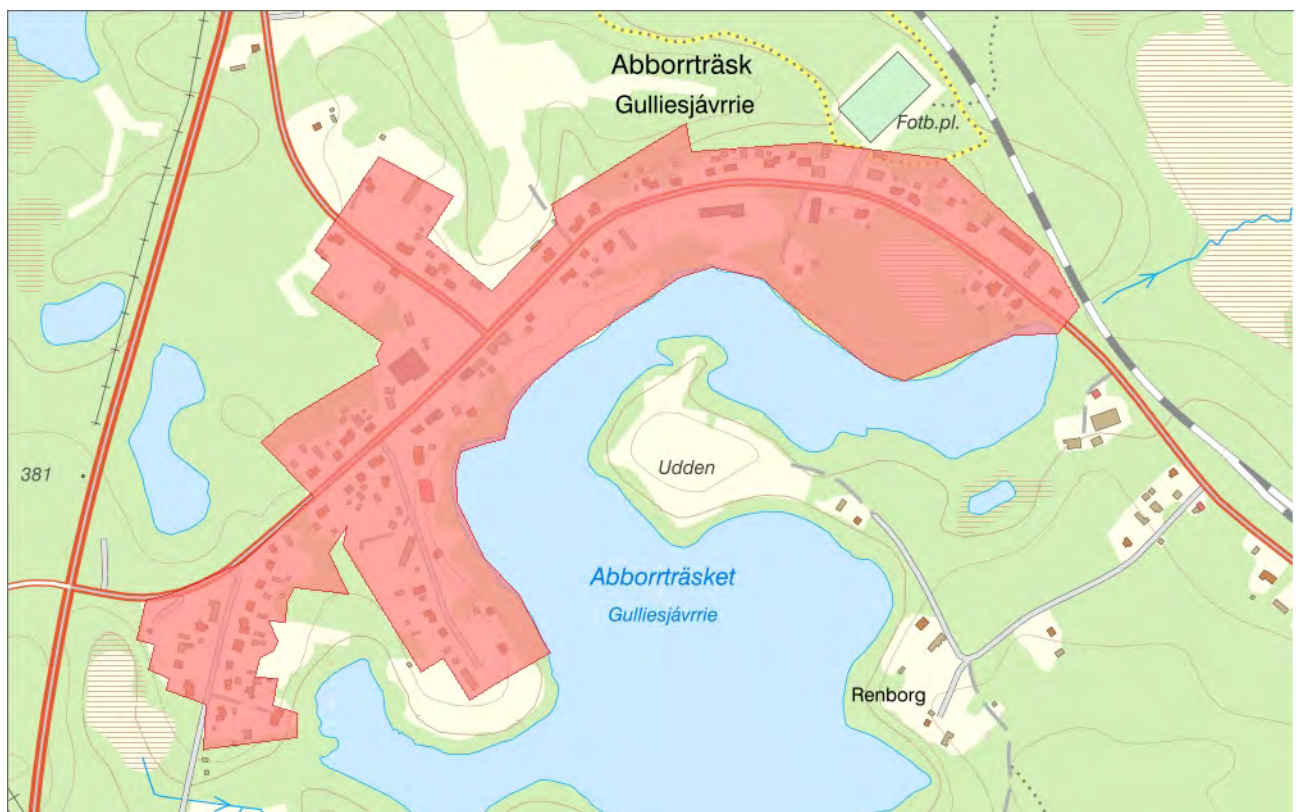 Abborrträsk
Gulliesjávrrie
Fotb.pl.
381
Udden
Abborrträsket
Gulliesjávrrie
Renborg